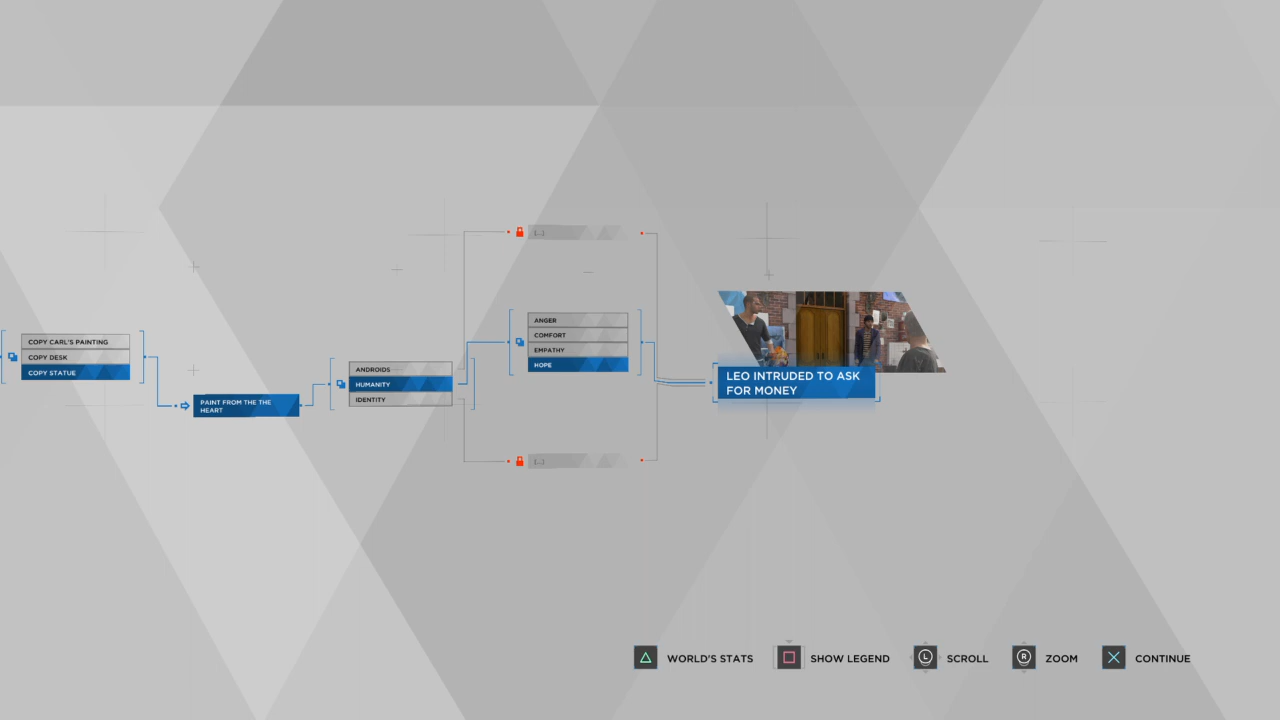 COPY CARL'S PAINTING
COPY DESK
COPY STATUE
PAINT FROM THE THE
HEART
ANDROIDS
HUMANITY
IDENTITY
[...]
ANGER
COMFORT
EMPATHY
HOPE
[...]
LEO INTRUDED TO ASK
FOR MONEY
WORLD'S STATS
SHOW LEGEND
L
SCROLL
R
ZOOM
CONTINUE